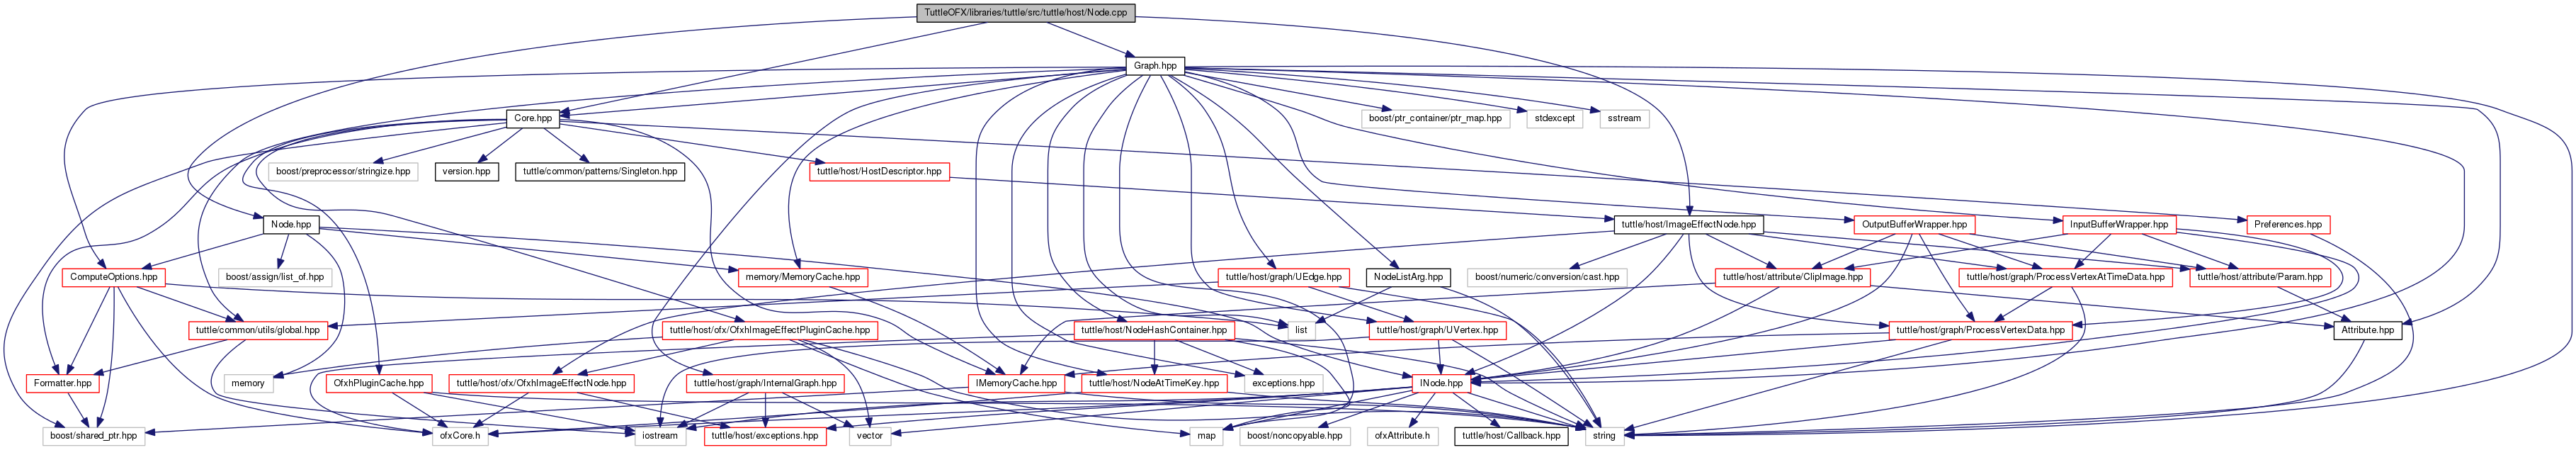 TuttleOFX/libraries/tuttle/src/tuttle/host/Node.cpp
Graph.hpp
Core.hpp
boost/ptr_container/ptr_map.hpp
stdexcept
sstream
boost/preprocessor/stringize.hpp
version.hpp
tuttle/common/patterns/Singleton.hpp
tuttle/host/HostDescriptor.hpp
Node.hpp
tuttle/host/ImageEffectNode.hpp
OutputBufferWrapper.hpp
InputBufferWrapper.hpp
Preferences.hpp
ComputeOptions.hpp
boost/assign/list_of.hpp
memory/MemoryCache.hpp
tuttle/host/graph/UEdge.hpp
NodeListArg.hpp
boost/numeric/conversion/cast.hpp
tuttle/host/attribute/ClipImage.hpp
tuttle/host/graph/ProcessVertexAtTimeData.hpp
tuttle/host/attribute/Param.hpp
tuttle/common/utils/global.hpp
tuttle/host/ofx/OfxhImageEffectPluginCache.hpp
tuttle/host/NodeHashContainer.hpp
list
tuttle/host/graph/UVertex.hpp
tuttle/host/graph/ProcessVertexData.hpp
Attribute.hpp
Formatter.hpp
memory
OfxhPluginCache.hpp
tuttle/host/ofx/OfxhImageEffectNode.hpp
tuttle/host/graph/InternalGraph.hpp
IMemoryCache.hpp
tuttle/host/NodeAtTimeKey.hpp
exceptions.hpp
INode.hpp
boost/shared_ptr.hpp
ofxCore.h
iostream
tuttle/host/exceptions.hpp
vector
map
boost/noncopyable.hpp
ofxAttribute.h
tuttle/host/Callback.hpp
string